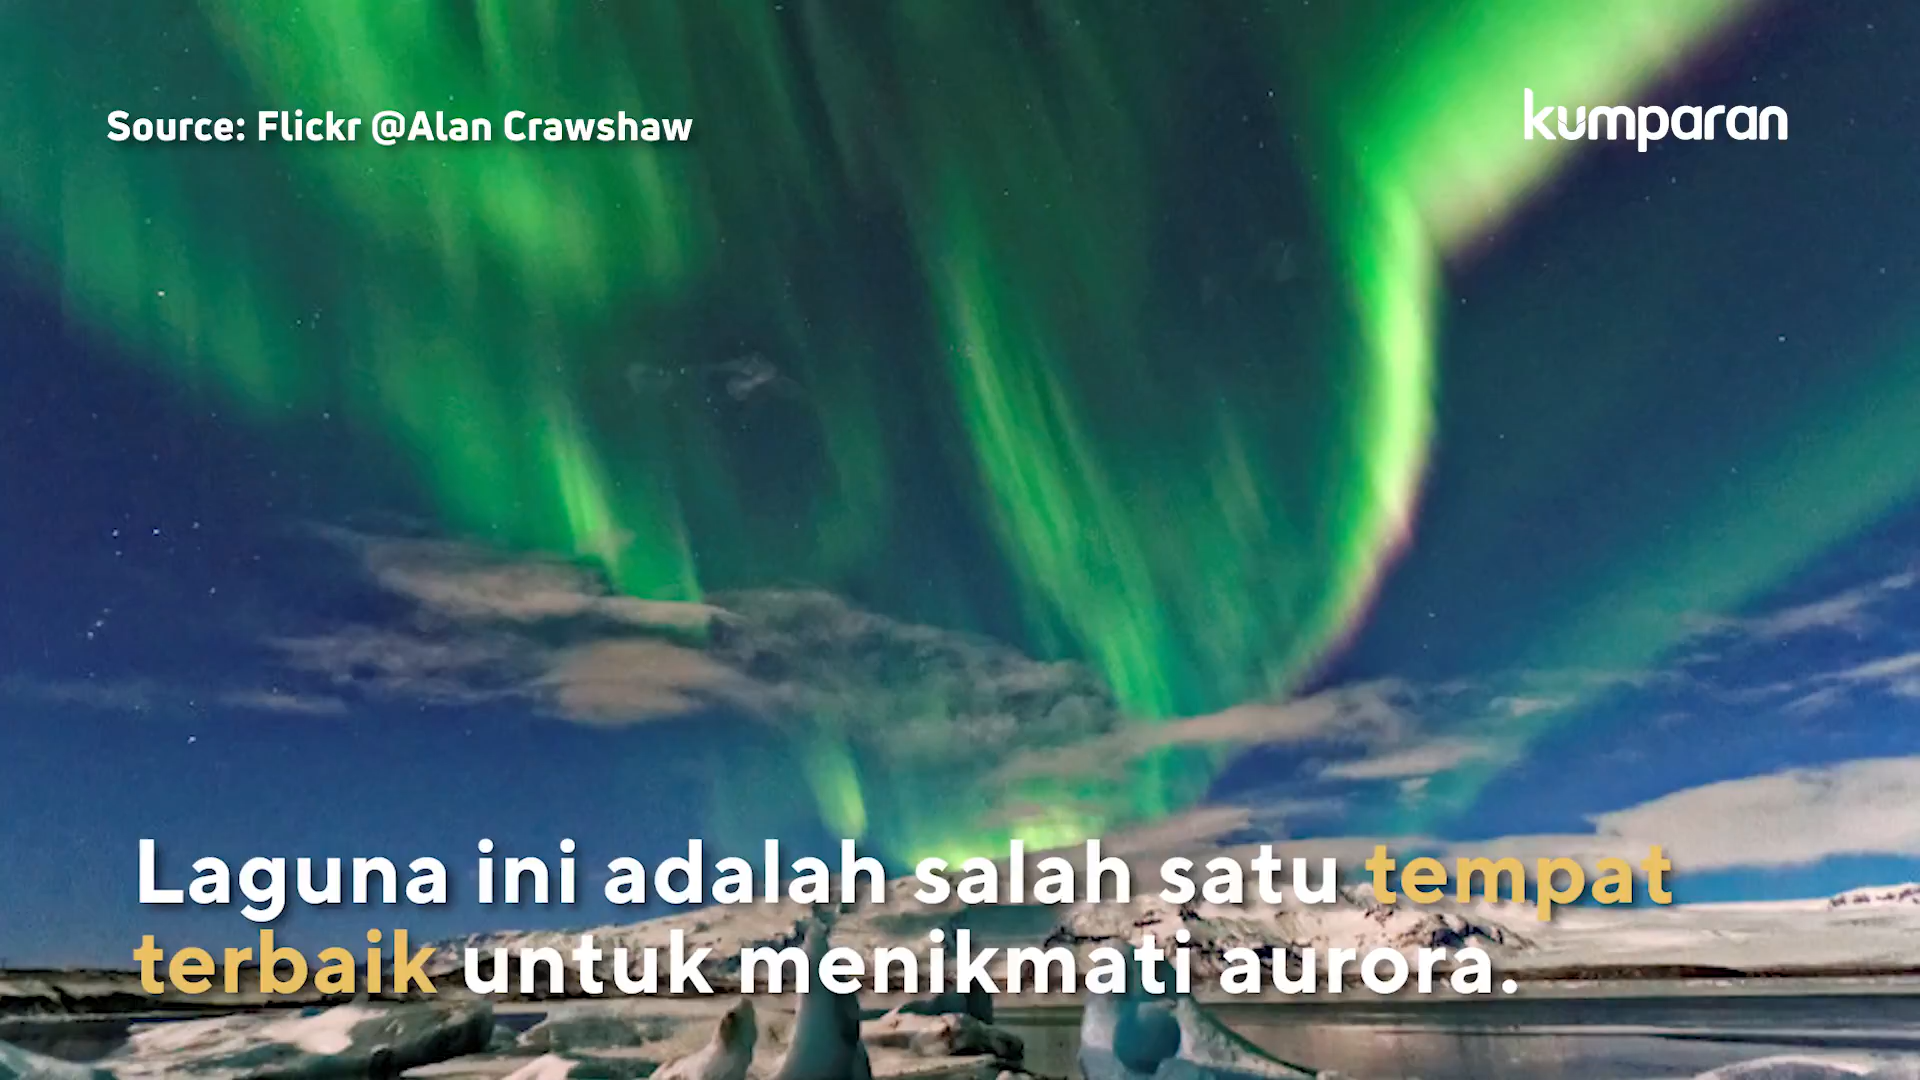 Source: Flickr @Alan Crawshaw
kumparan
Laguna ini adalah salah satu tempat
terbaik untuk menikmati aurora.